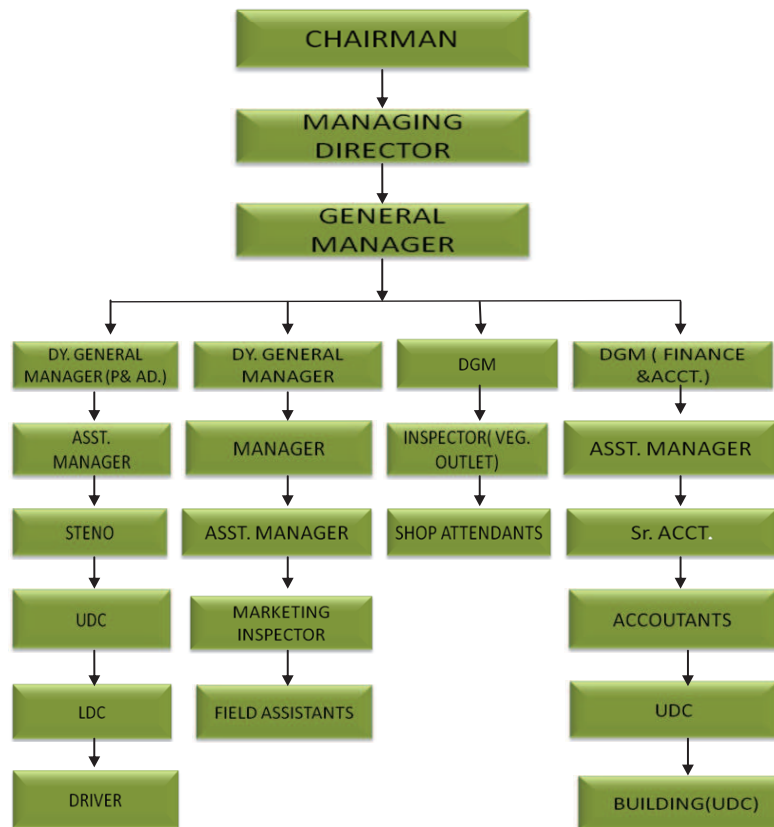 CHAIRMAN
MANAGING
DIRECTOR
GENERAL
MANAGER
DY. GENERAL
MANAGER (P& AD.)
DY. GENERAL
MANAGER
DGM
DGM ( FINANCE
&ACCT.)
ASST.
MANAGER
MANAGER
INSPECTOR( VEG.
OUTLET)
ASST. MANAGER
STENO
ASST. MANAGER
SHOP ATTENDANTS
Sr. ACCT.
UDC
MARKETING
INSPECTOR
ACCOUTANTS
LDC
FIELD ASSISTANTS
UDC
DRIVER
BUILDING(UDC)